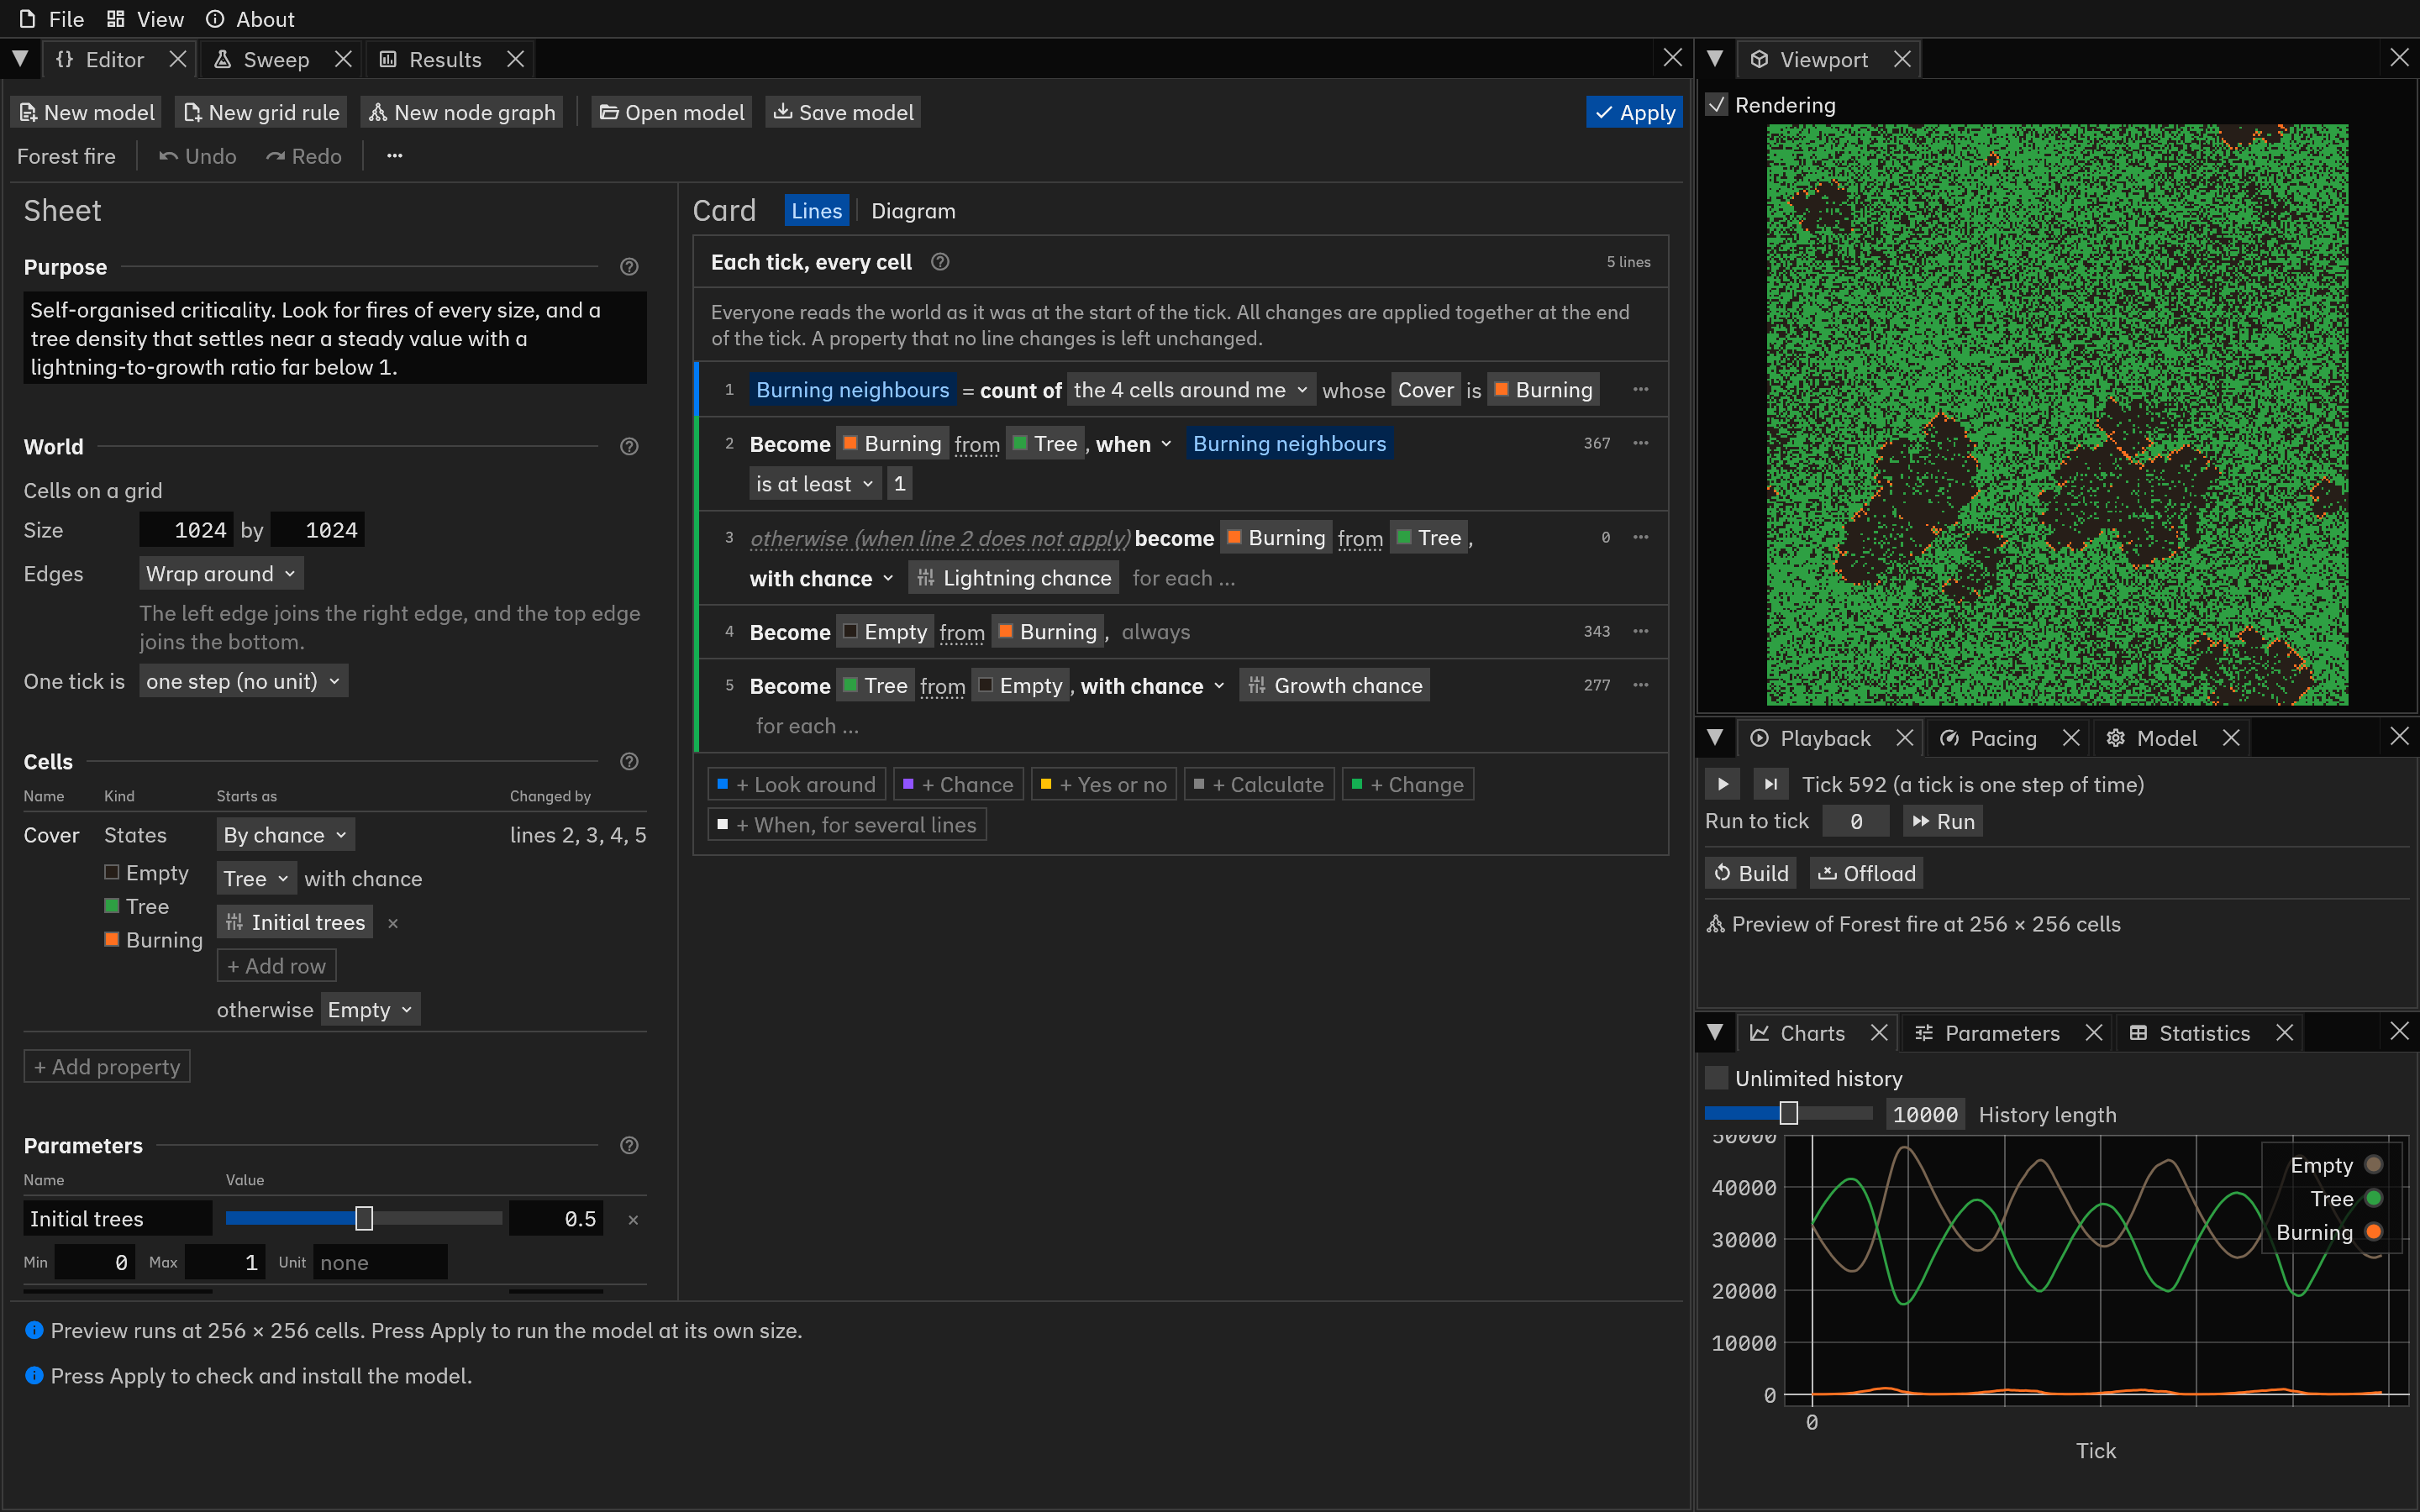 File View About
Editor Sweep Results
New model New grid rule New node graph Open model Save model Apply
Forest fire Undo Redo ...
Sheet
Purpose
Self-organised criticality. Look for fires of every size, and a
tree density that settles near a steady value with a
lightning-to-growth ratio far below 1.
World
Cells on a grid
Size 1024 by 1024
Edges Wrap around
The left edge joins the right edge, and the top edge
joins the bottom.
One tick is one step (no unit)
Cells
Name Kind Starts as Changed by
Cover States By chance lines 2, 3, 4, 5
Empty Tree with chance
Tree Initial trees ×
Burning
+ Add row
otherwise Empty
+ Add property
Parameters
Name Value
Initial trees 0.5 ×
Min 0 Max 1 Unit none
Card Lines Diagram
Each tick, every cell 5 lines
Everyone reads the world as it was at the start of the tick. All changes are applied together at the end
of the tick. A property that no line changes is left unchanged.
1 Burning neighbours = count of the 4 cells around me whose Cover is Burning ...
2 Become Burning from Tree, when Burning neighbours 367 ...
is at least 1
3 otherwise (when line 2 does not apply) become Burning from Tree, 0 ...
with chance Lightning chance for each ...
4 Become Empty from Burning, always 343 ...
5 Become Tree from Empty, with chance Growth chance 277 ...
for each ...
+ Look around + Chance + Yes or no + Calculate + Change
+ When, for several lines
Preview runs at 256 × 256 cells. Press Apply to run the model at its own size.
Press Apply to check and install the model.
Viewport
Rendering
Playback Pacing Model
Tick 592 (a tick is one step of time)
Run to tick 0 Run
Build Offload
Preview of Forest fire at 256 × 256 cells
Charts Parameters Statistics
Unlimited history
10000 History length
50000
40000
30000
20000
10000
0
0
Tick
Empty
Tree
Burning